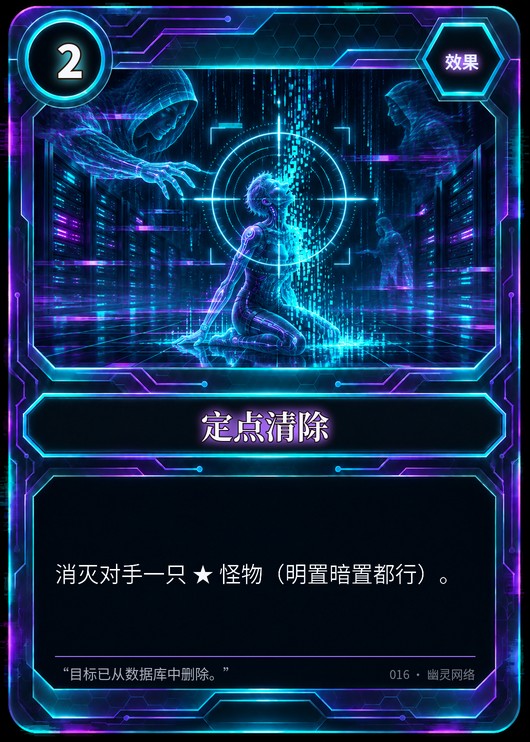 2
效果
定点清除
消灭对手一只 ★ 怪物（明置暗置都行）。
“目标已从数据库中删除。”
016 · 幽灵网络